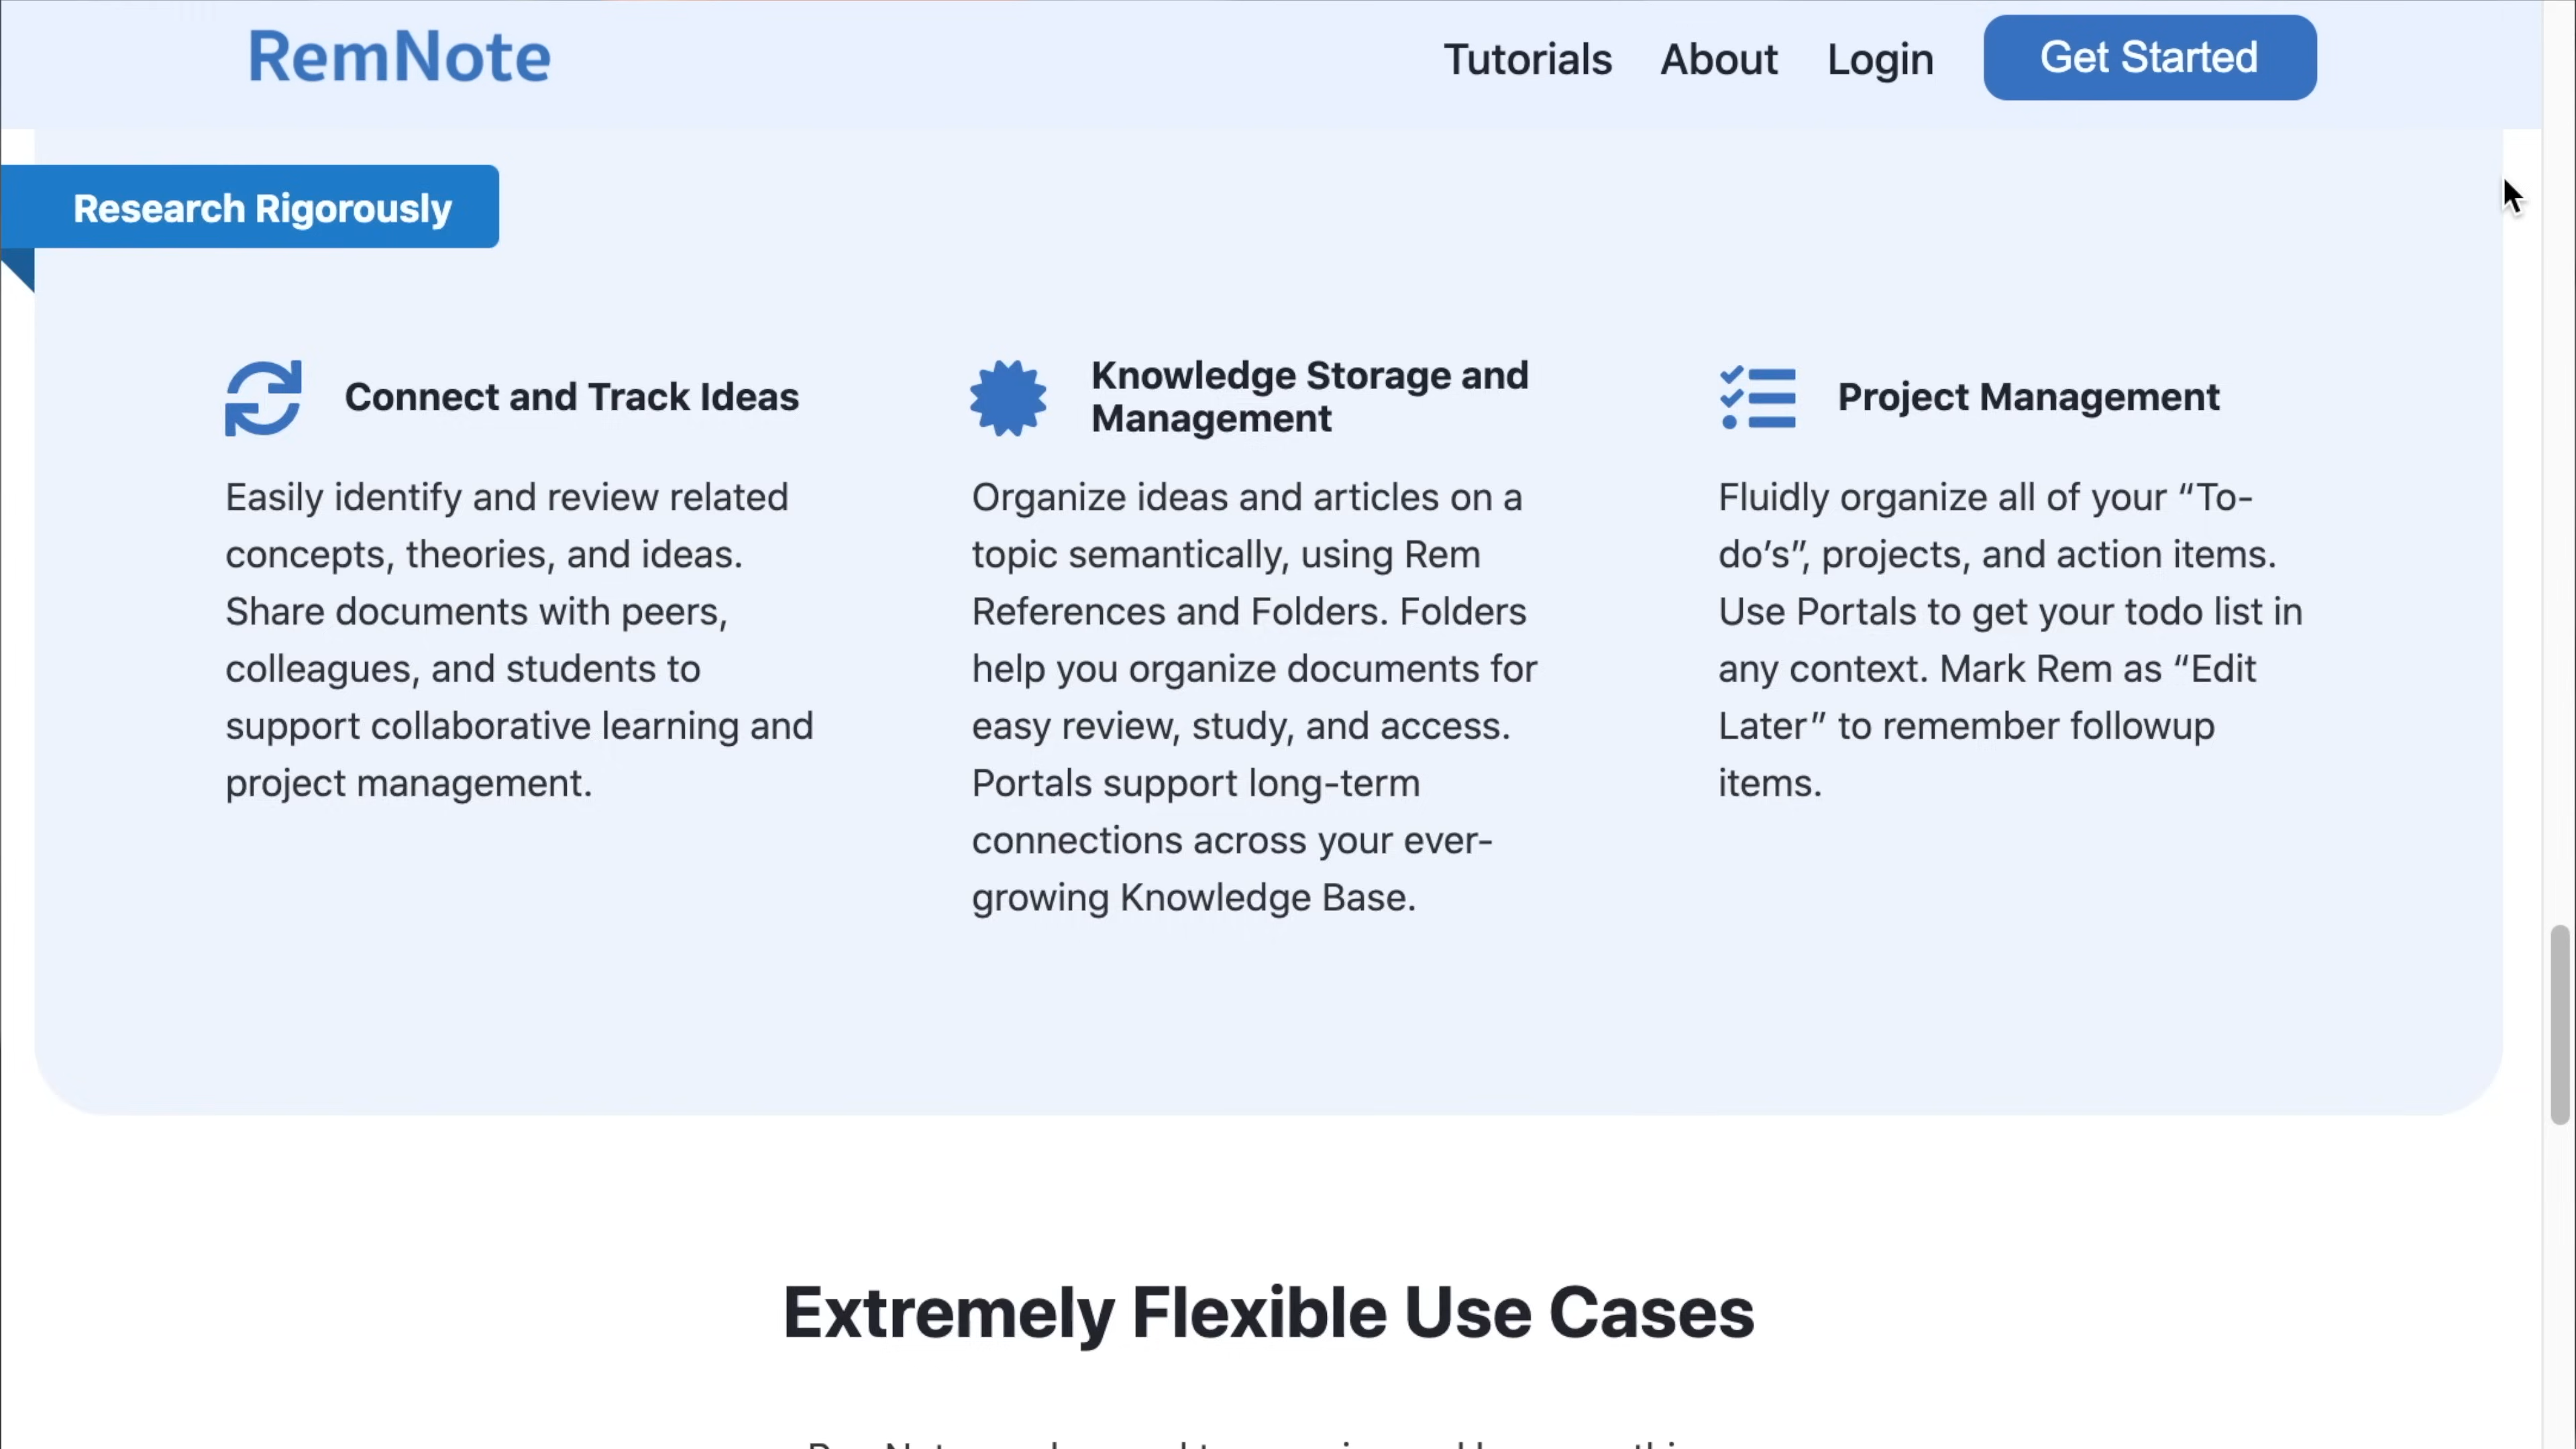 RemNote
Tutorials About Login Get Started
Research Rigorously
Connect and Track Ideas
Easily identify and review related
concepts, theories, and ideas.
Share documents with peers,
colleagues, and students to
support collaborative learning and
project management.
Knowledge Storage and
Management
Organize ideas and articles on a
topic semantically, using Rem
References and Folders. Folders
help you organize documents for
easy review, study, and access.
Portals support long-term
connections across your ever-
growing Knowledge Base.
Project Management
Fluidly organize all of your “To-
do’s”, projects, and action items.
Use Portals to get your todo list in
any context. Mark Rem as “Edit
Later” to remember followup
items.
Extremely Flexible Use Cases